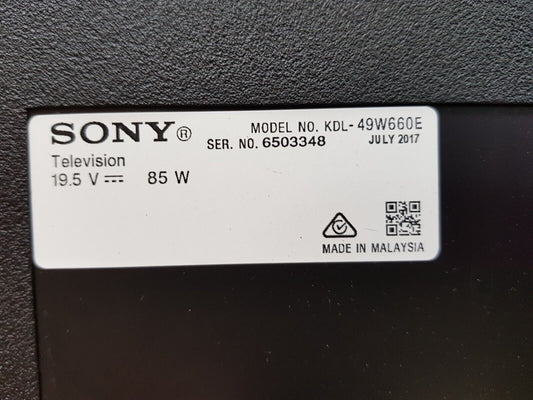 SONY®
MODEL NO. KDL- 49W660E
SER. NO. 6503348
JULY 2017
Television
19.5 V ⎓ 85 W
MADE IN MALAYSIA